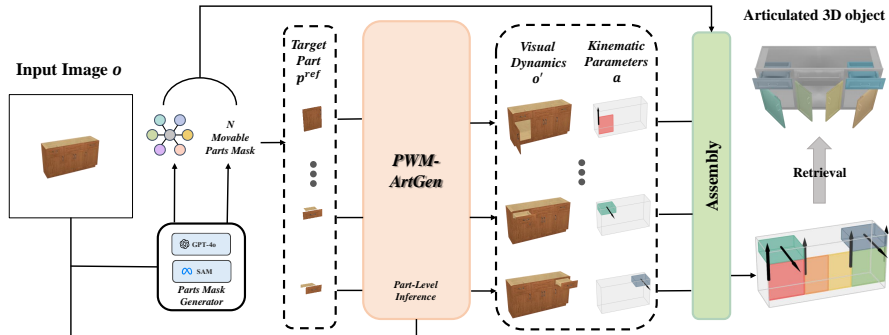 Input Image o
N
Movable
Parts Mask
GPT-4o
SAM
Parts Mask
Generator
Target
Part
p^ref
PWM-
ArtGen
Part-Level
Inference
Visual
Dynamics
o′
Kinematic
Parameters
a
Assembly
Articulated 3D object
Retrieval